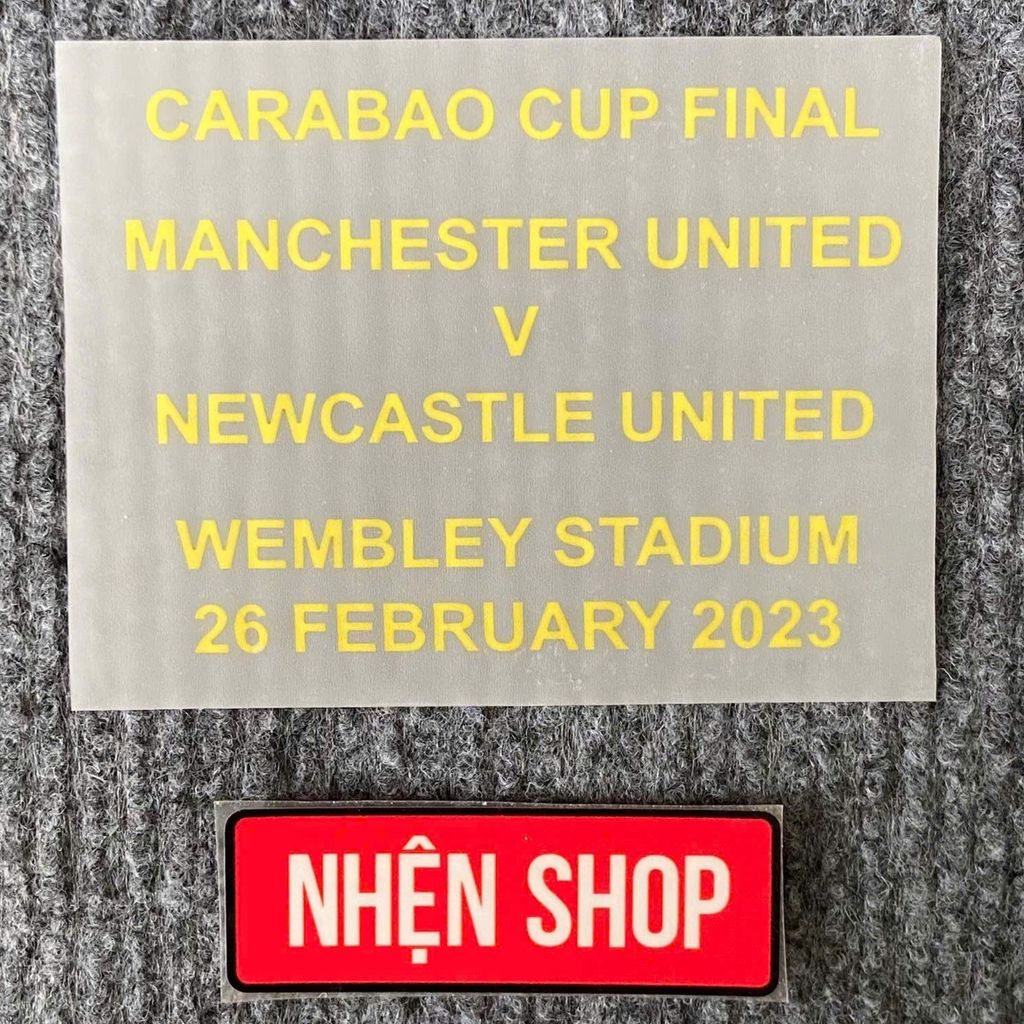 CARABAO CUP FINAL
MANCHESTER UNITED
V
NEWCASTLE UNITED
WEMBLEY STADIUM
26 FEBRUARY 2023
NHỆN SHOP